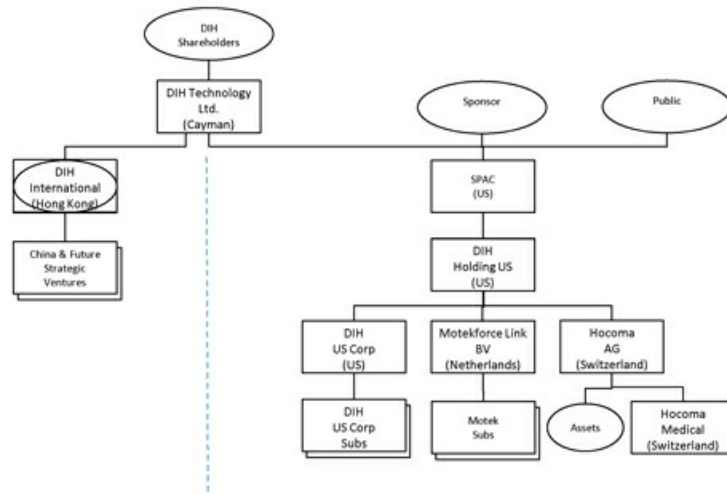 DIH
Shareholders
DIH Technology
Ltd.
(Cayman)
Sponsor
Public
DIH
International
(Hong Kong)
SPAC
(US)
China & Future
Strategic
Ventures
DIH
Holding US
(US)
DIH
US Corp
(US)
Motekforce Link
BV
(Netherlands)
Hocoma
AG
(Switzerland)
DIH
US Corp
Subs
Motek
Subs
Assets
Hocoma
Medical
(Switzerland)